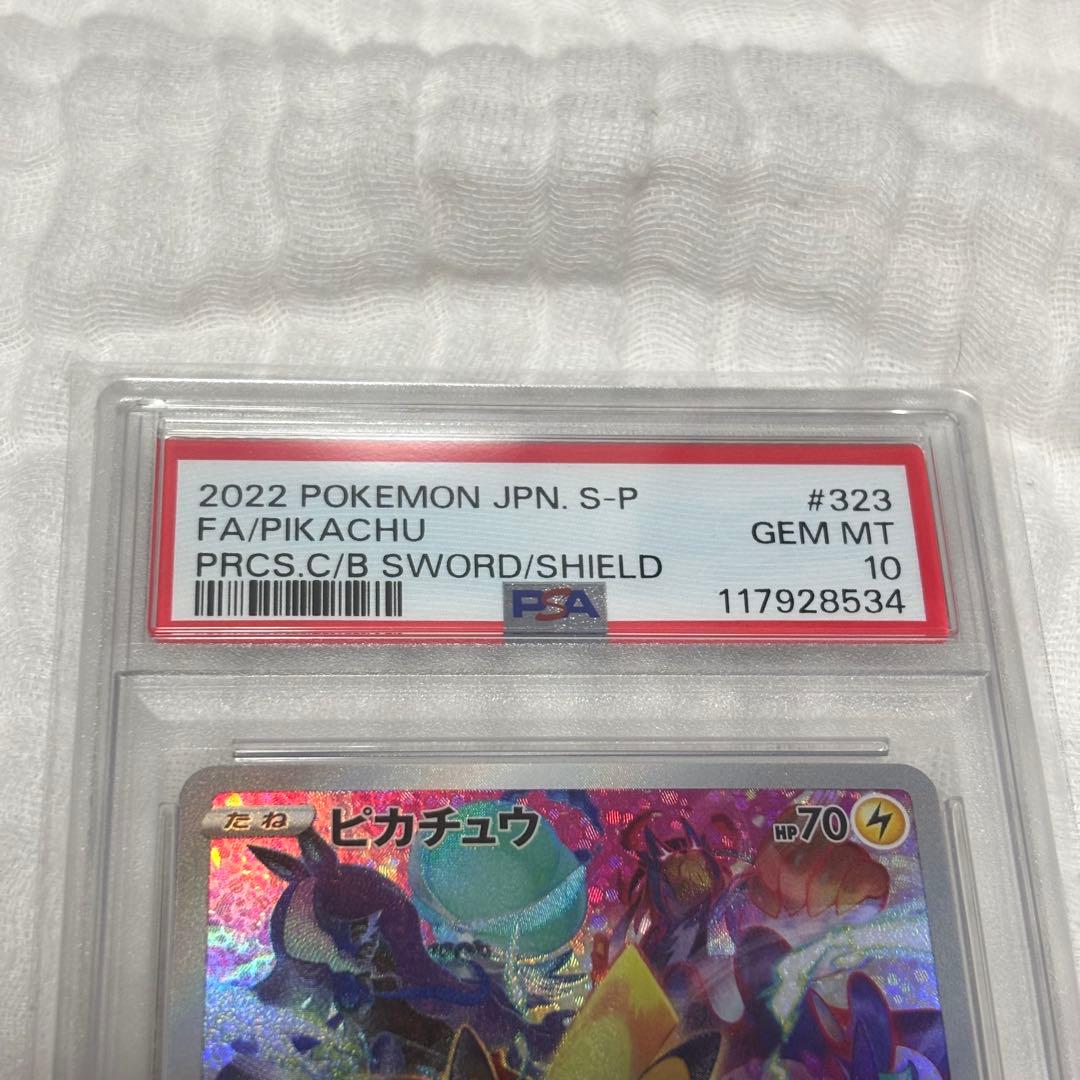 2022 POKEMON JPN. S-P #323
FA/PIKACHU GEM MT
PRCS.C/B SWORD/SHIELD 10
PSA 117928534
たね ピカチュウ HP70